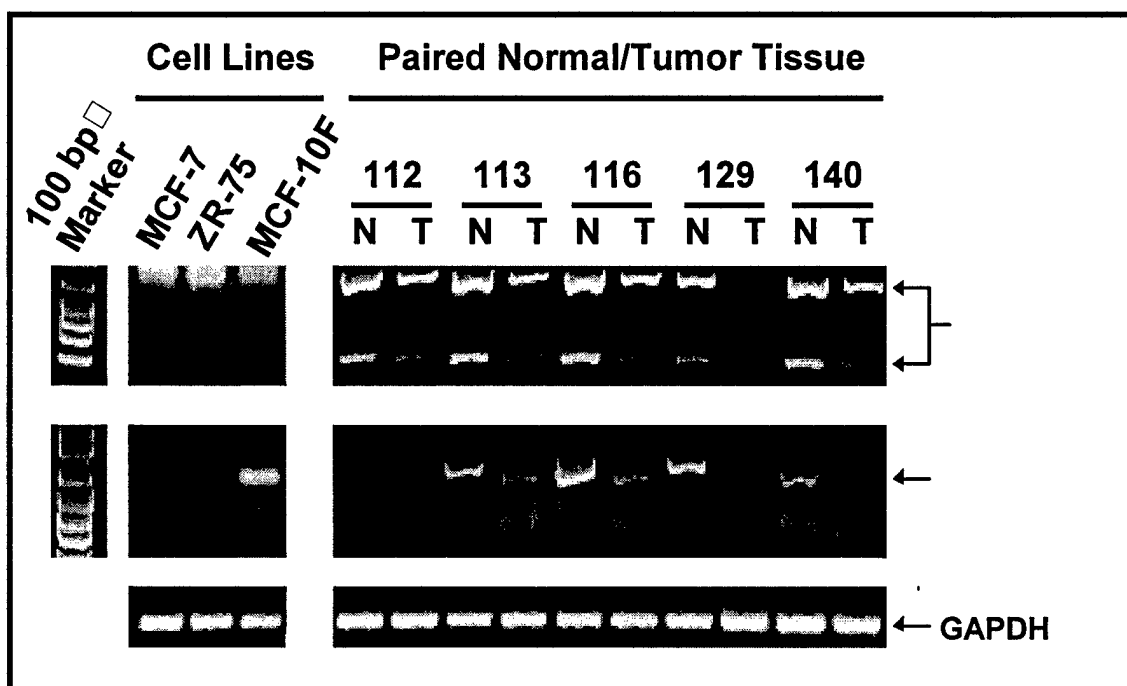 Cell Lines Paired Normal/Tumor Tissue
100 bp□
Marker
MCF-7
ZR-75
MCF-10F
112 113 116 129 140
N T N T N T N T N T
GAPDH